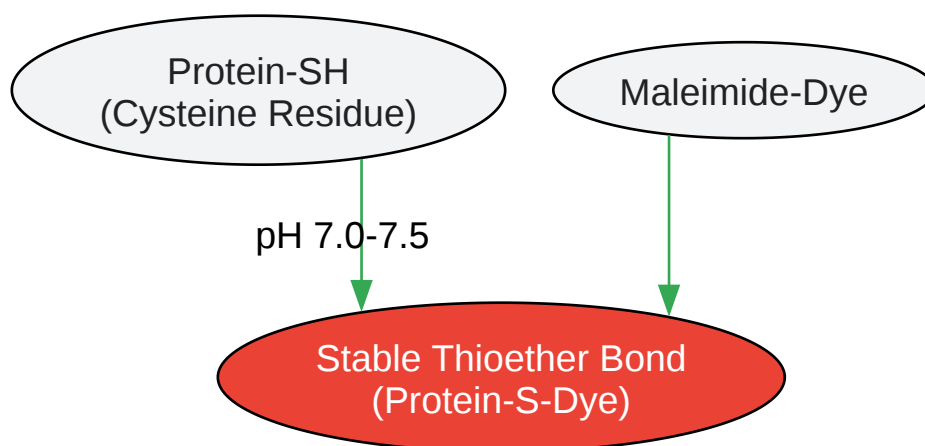 Protein-SH
(Cysteine Residue)
Maleimide-Dye
pH 7.0-7.5
Stable Thioether Bond
(Protein-S-Dye)